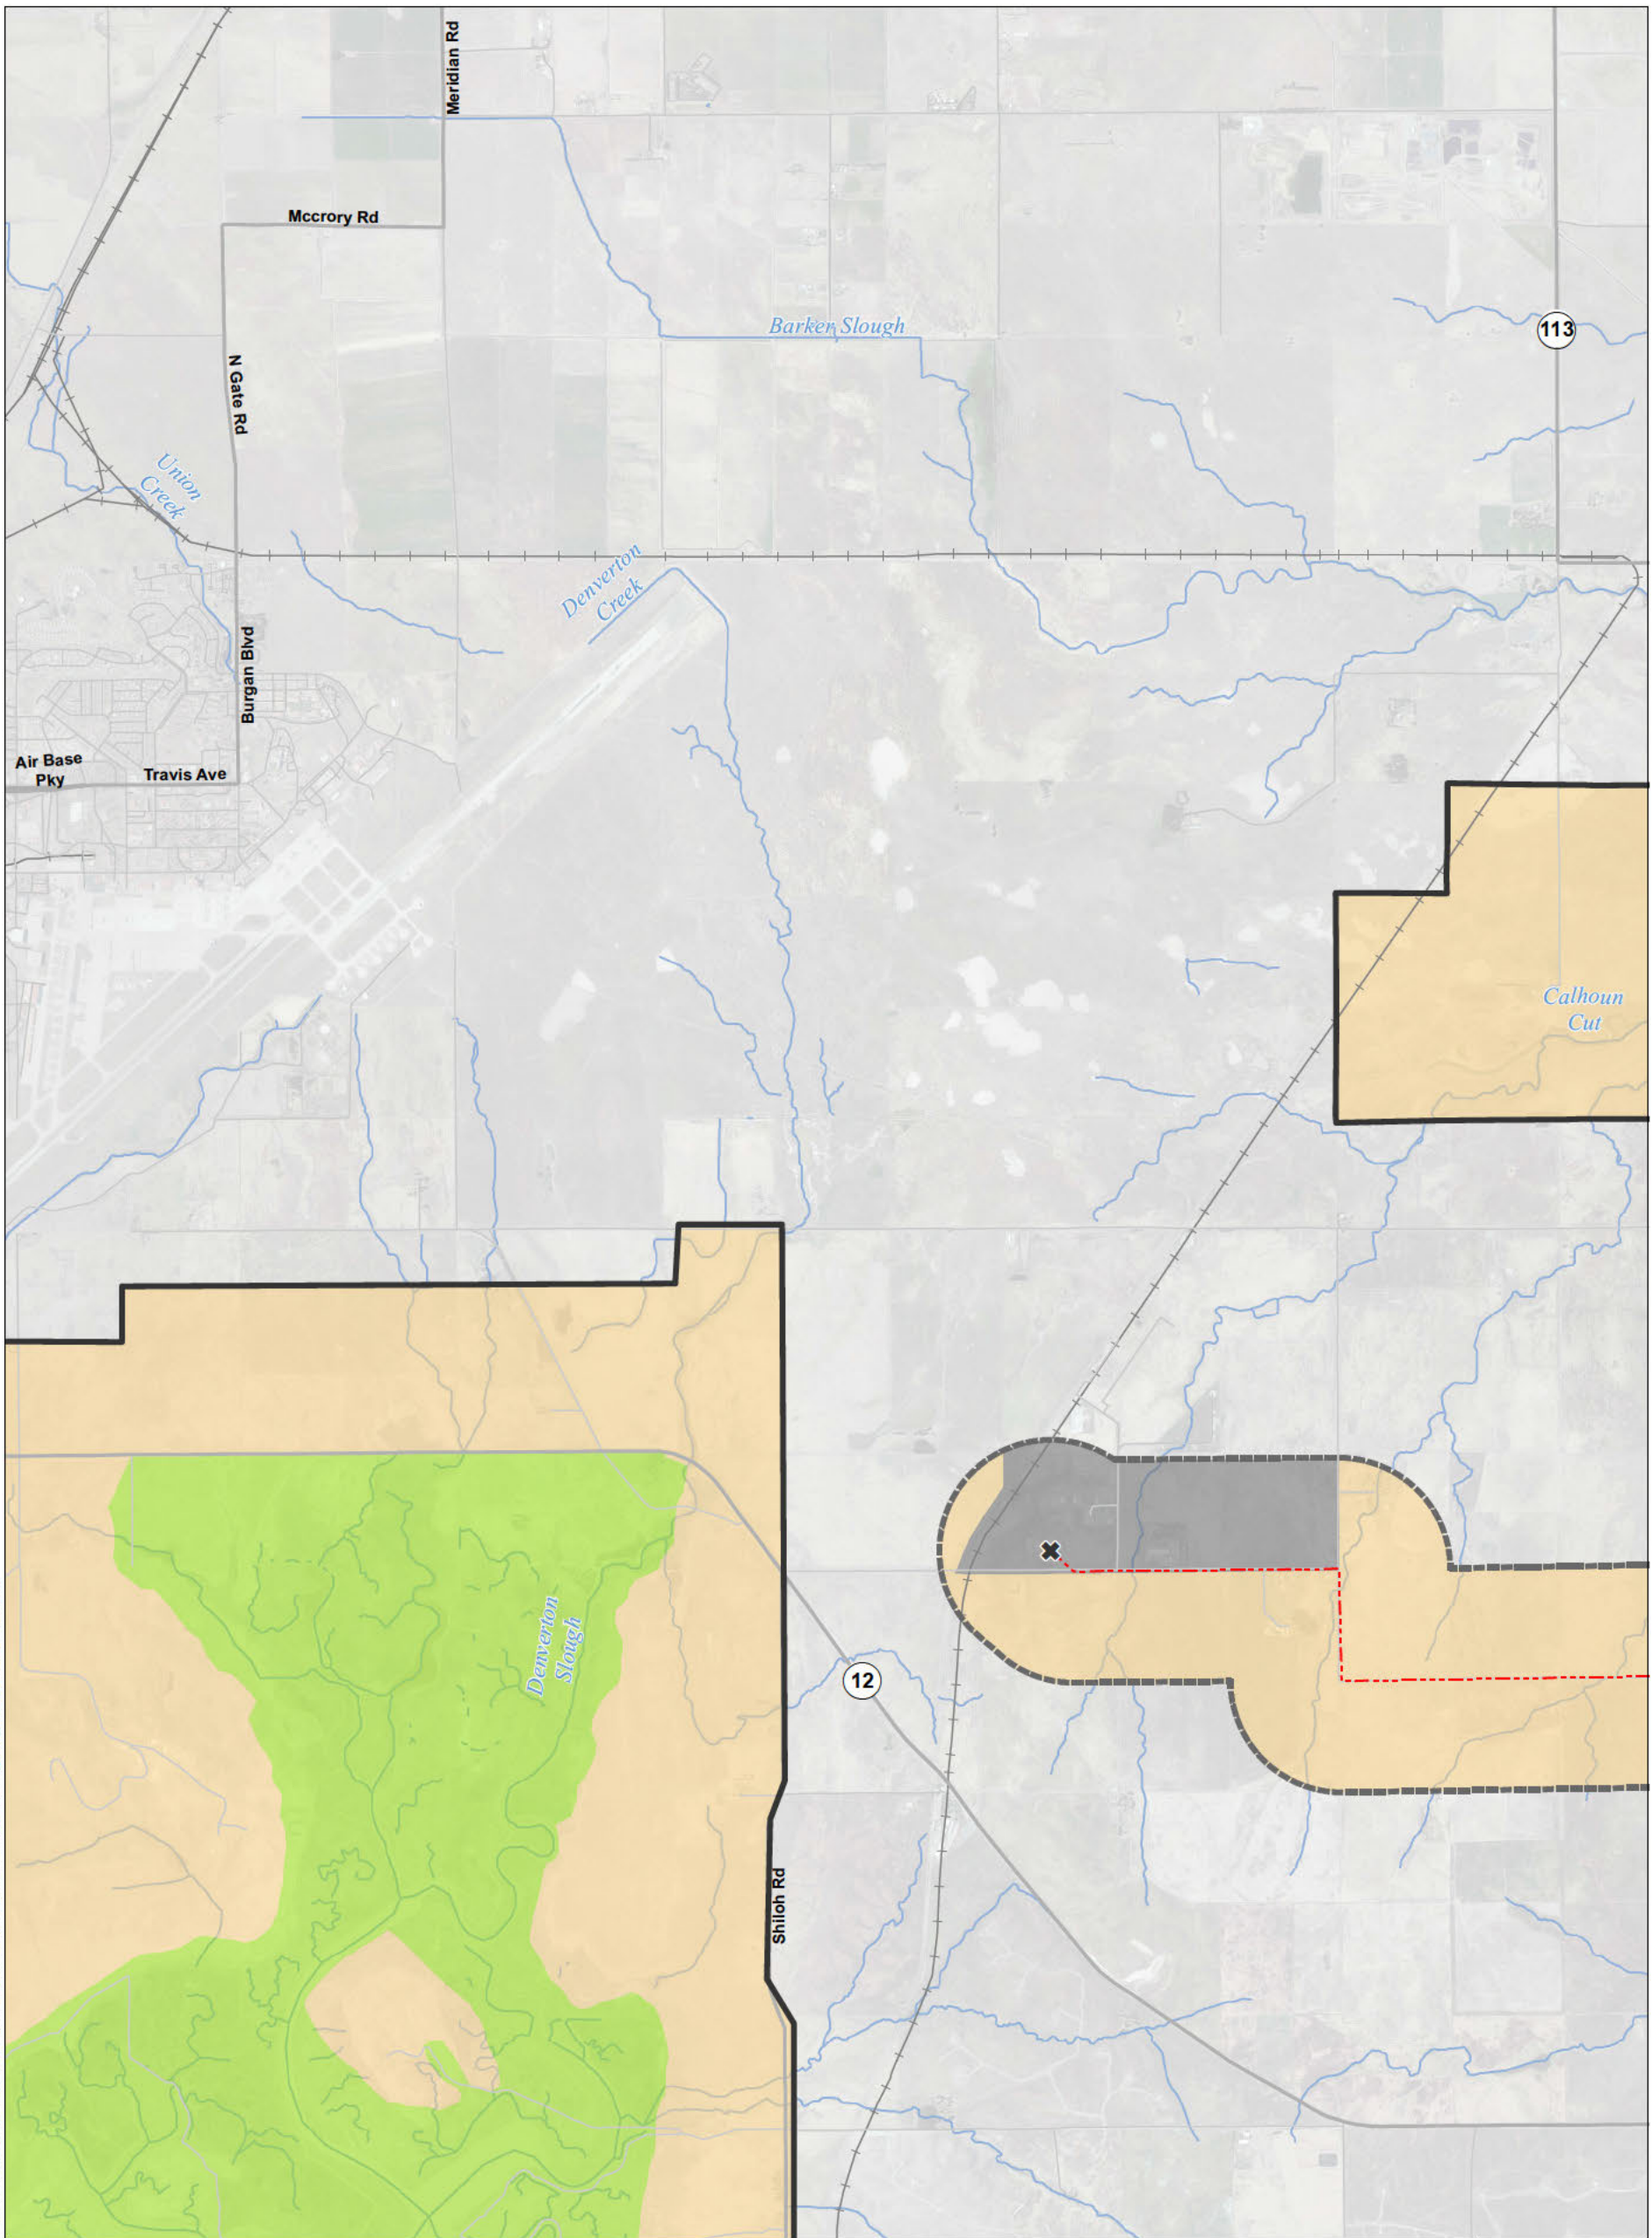 Meridian Rd
Mccrory Rd
Barker Slough
113
N Gate Rd
Union
Creek
Denverton
Creek
Burgan Blvd
Air Base
Pky
Travis Ave
Calhoun
Cut
Denverton
Slough
12
Shiloh Rd